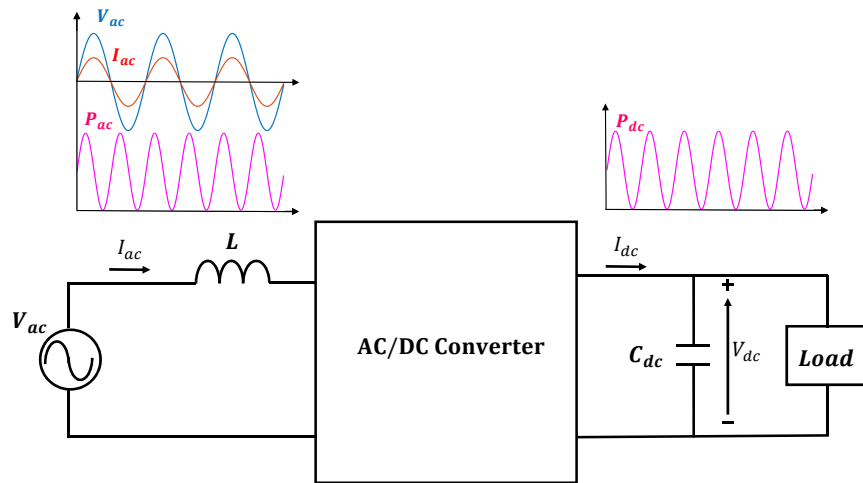 V_ac
I_ac
P_ac
P_dc
I_ac
L
I_dc
V_ac
AC/DC Converter
C_dc
+
V_dc
−
Load